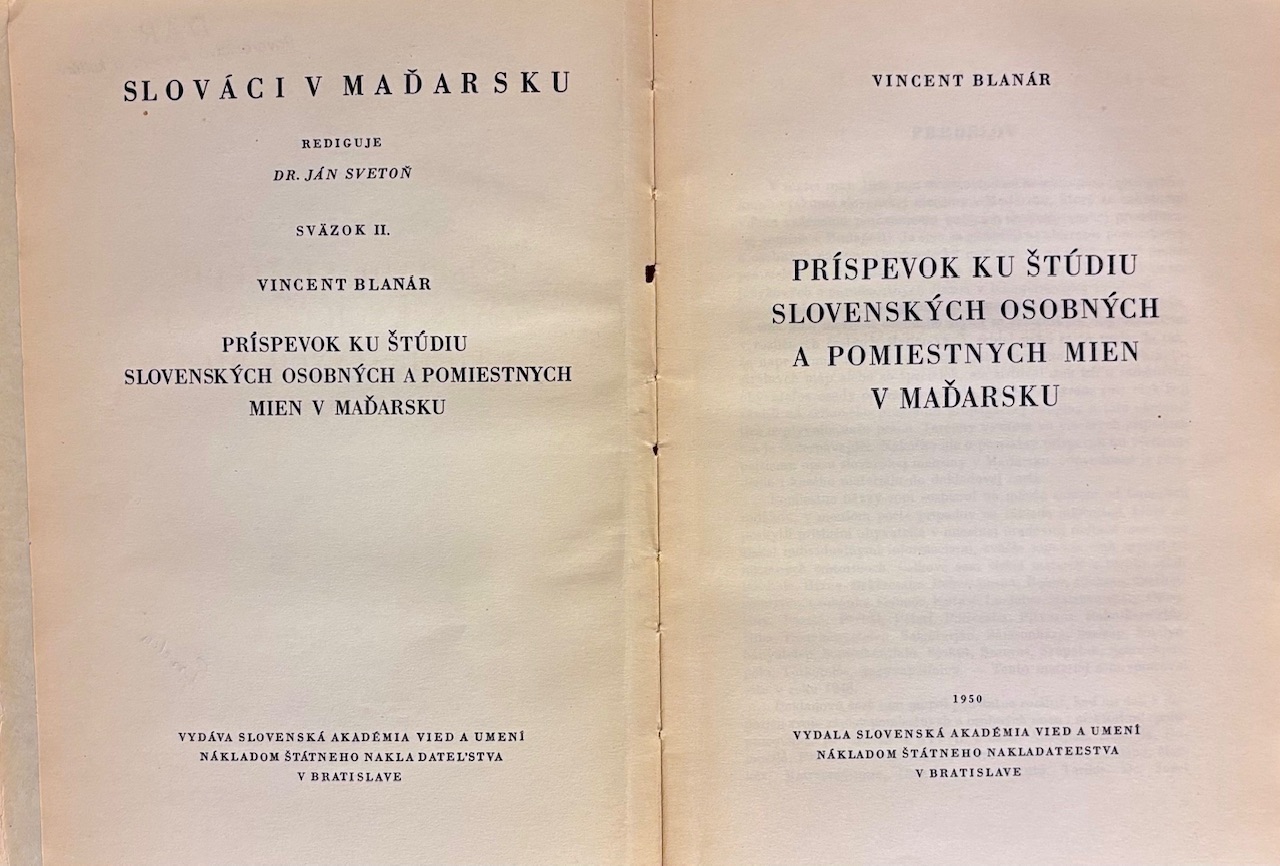 SLOVÁCI V MAĎARSKU
REDIGUJE
DR. JÁN SVETOŇ
SVÄZOK II.
VINCENT BLANÁR
PRÍSPEVOK KU ŠTÚDIU
SLOVENSKÝCH OSOBNÝCH A POMIESTNYCH
MIEN V MAĎARSKU
VYDÁVA SLOVENSKÁ AKADÉMIA VIED A UMENÍ
NÁKLADOM ŠTÁTNEHO NAKLADATEĽSTVA
V BRATISLAVE
VINCENT BLANÁR
PRÍSPEVOK KU ŠTÚDIU
SLOVENSKÝCH OSOBNÝCH
A POMIESTNYCH MIEN
V MAĎARSKU
1950
VYDALA SLOVENSKÁ AKADÉMIA VIED A UMENÍ
NÁKLADOM ŠTÁTNEHO NAKLADATEĽSTVA
V BRATISLAVE